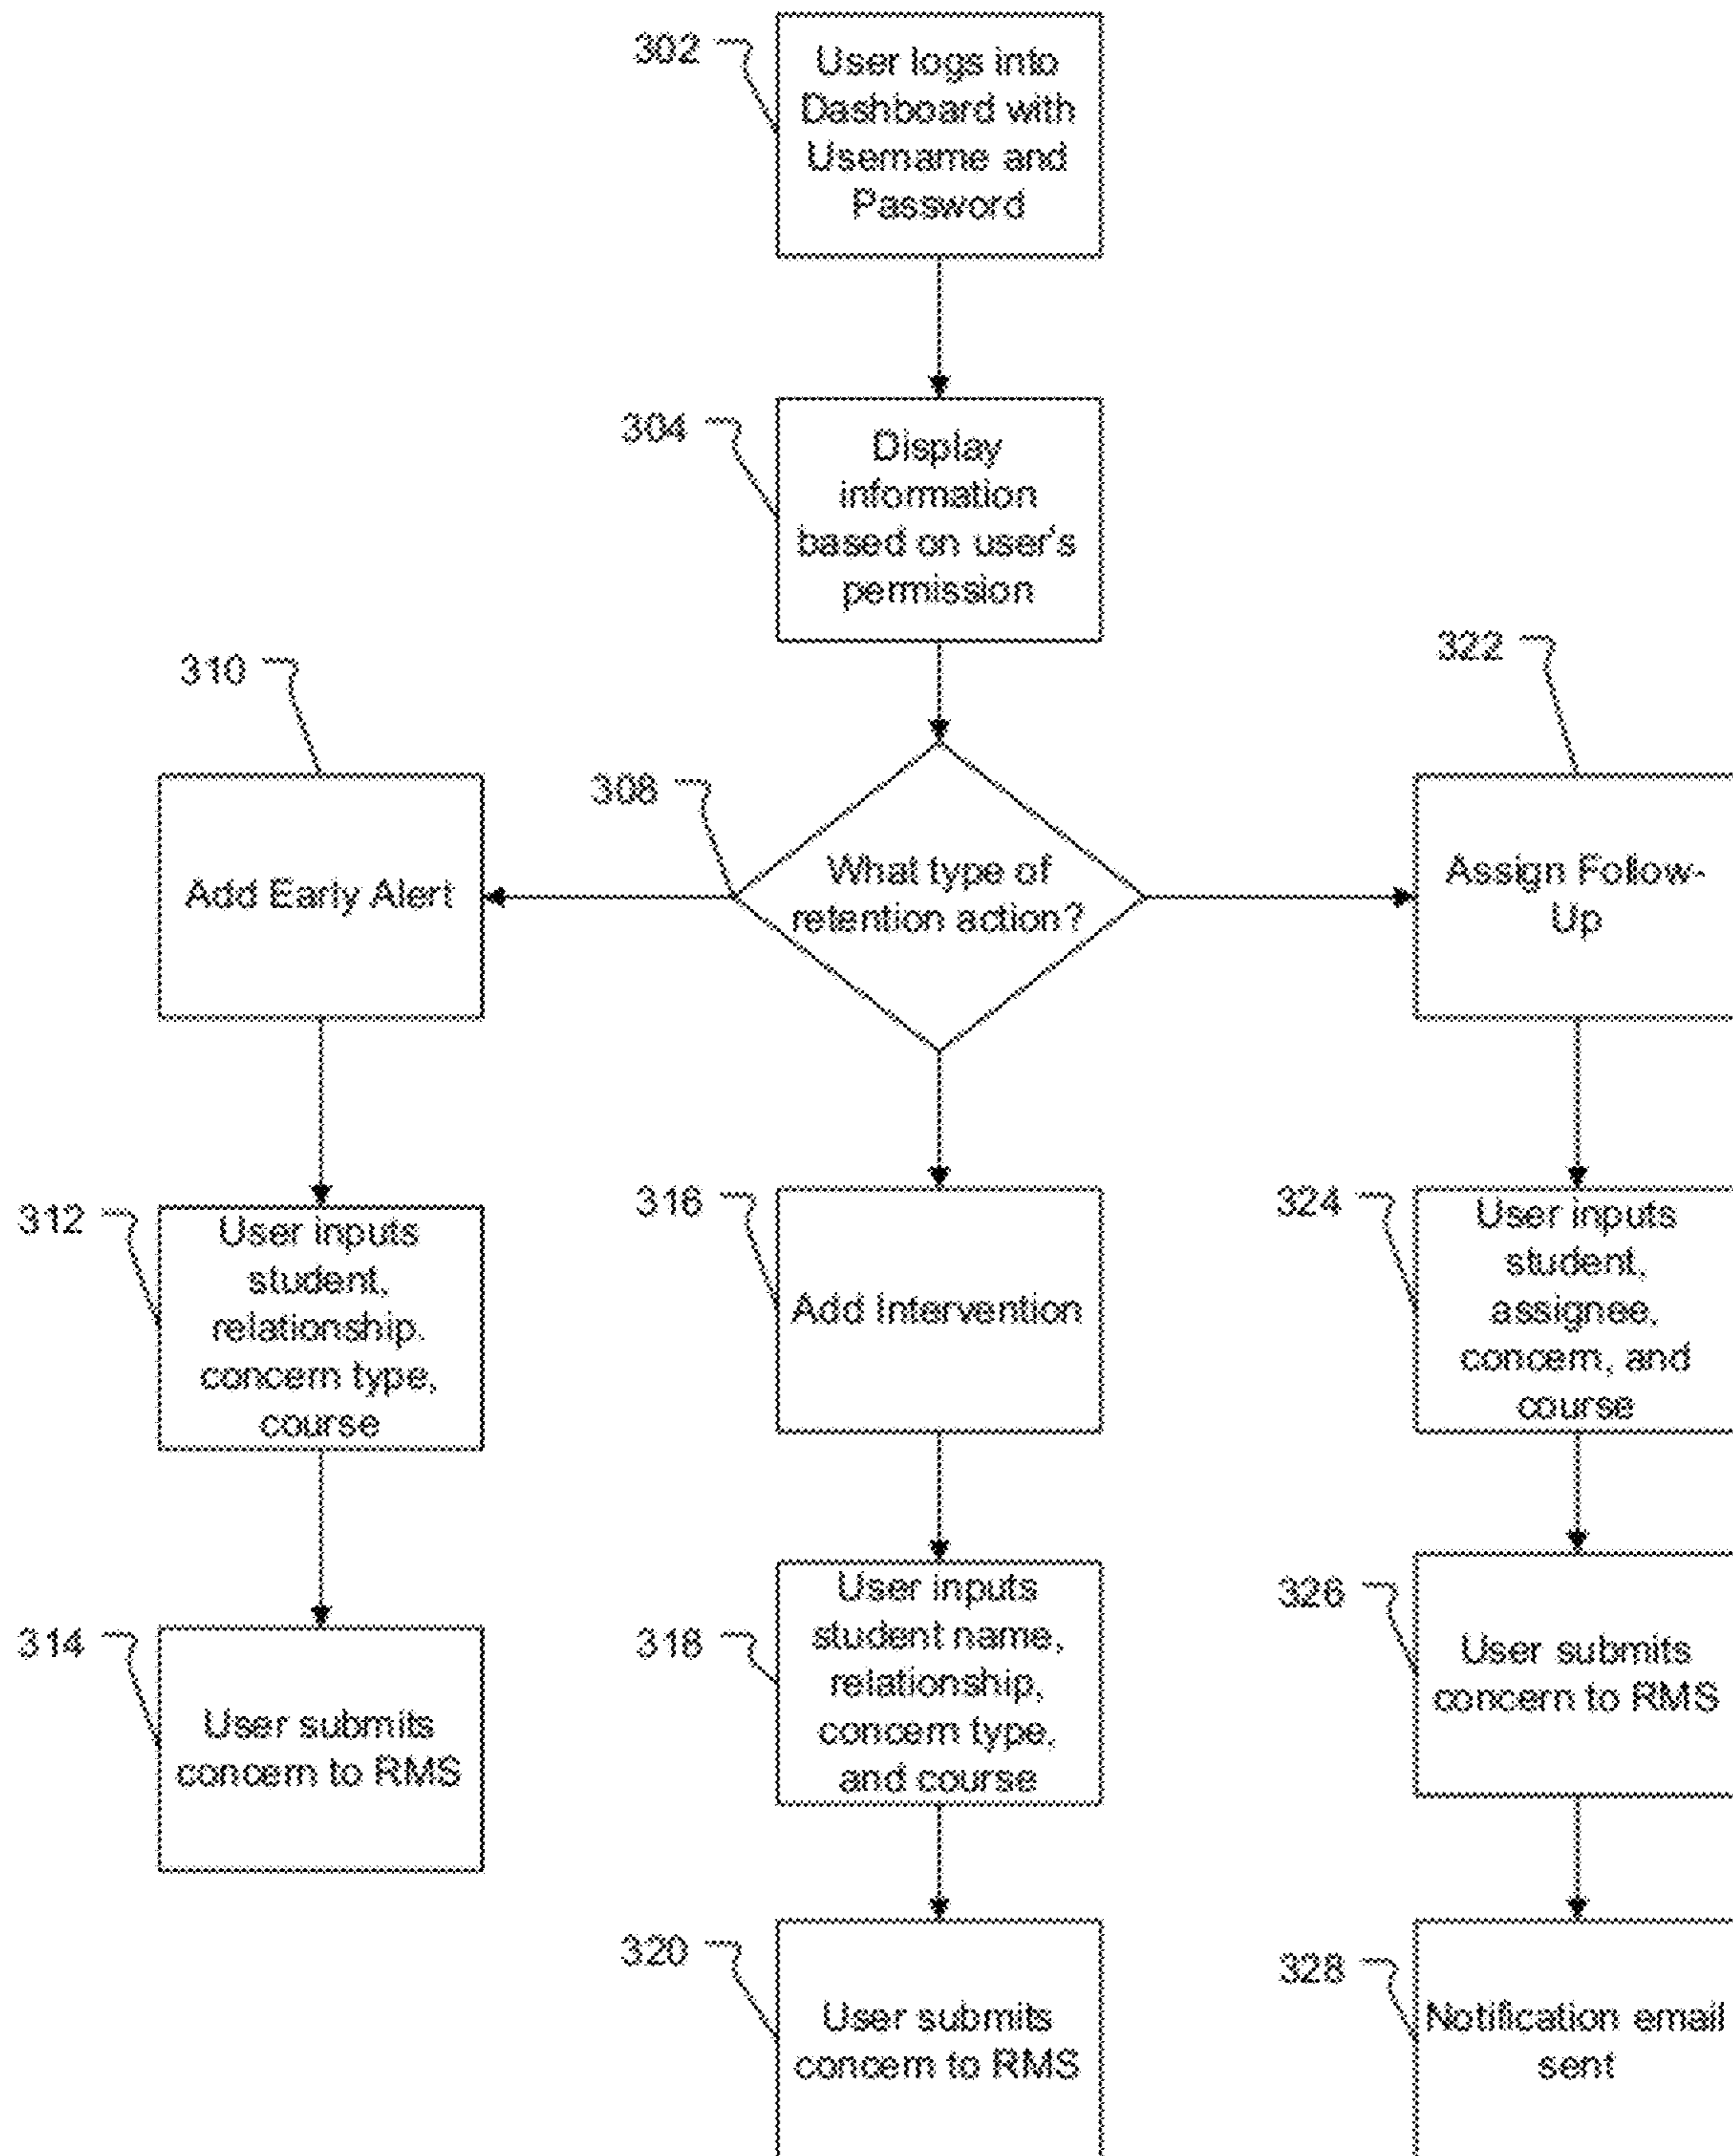 302
User logs into
Dashboard with
Username and
Password
304
Display
information
based on user's
permission
308
What type of
retention action?
310
Add Early Alert
312
User inputs
student,
relationship.
concern type,
course
314
User submits
concern to RMS
316
Add Intervention
318
User inputs
student name,
relationship,
concern type,
and course
320
User submits
concern to RMS
322
Assign Follow-
Up
324
User inputs
student,
assignee,
concern, and
course
326
User submits
concern to RMS
328
Notification email
sent